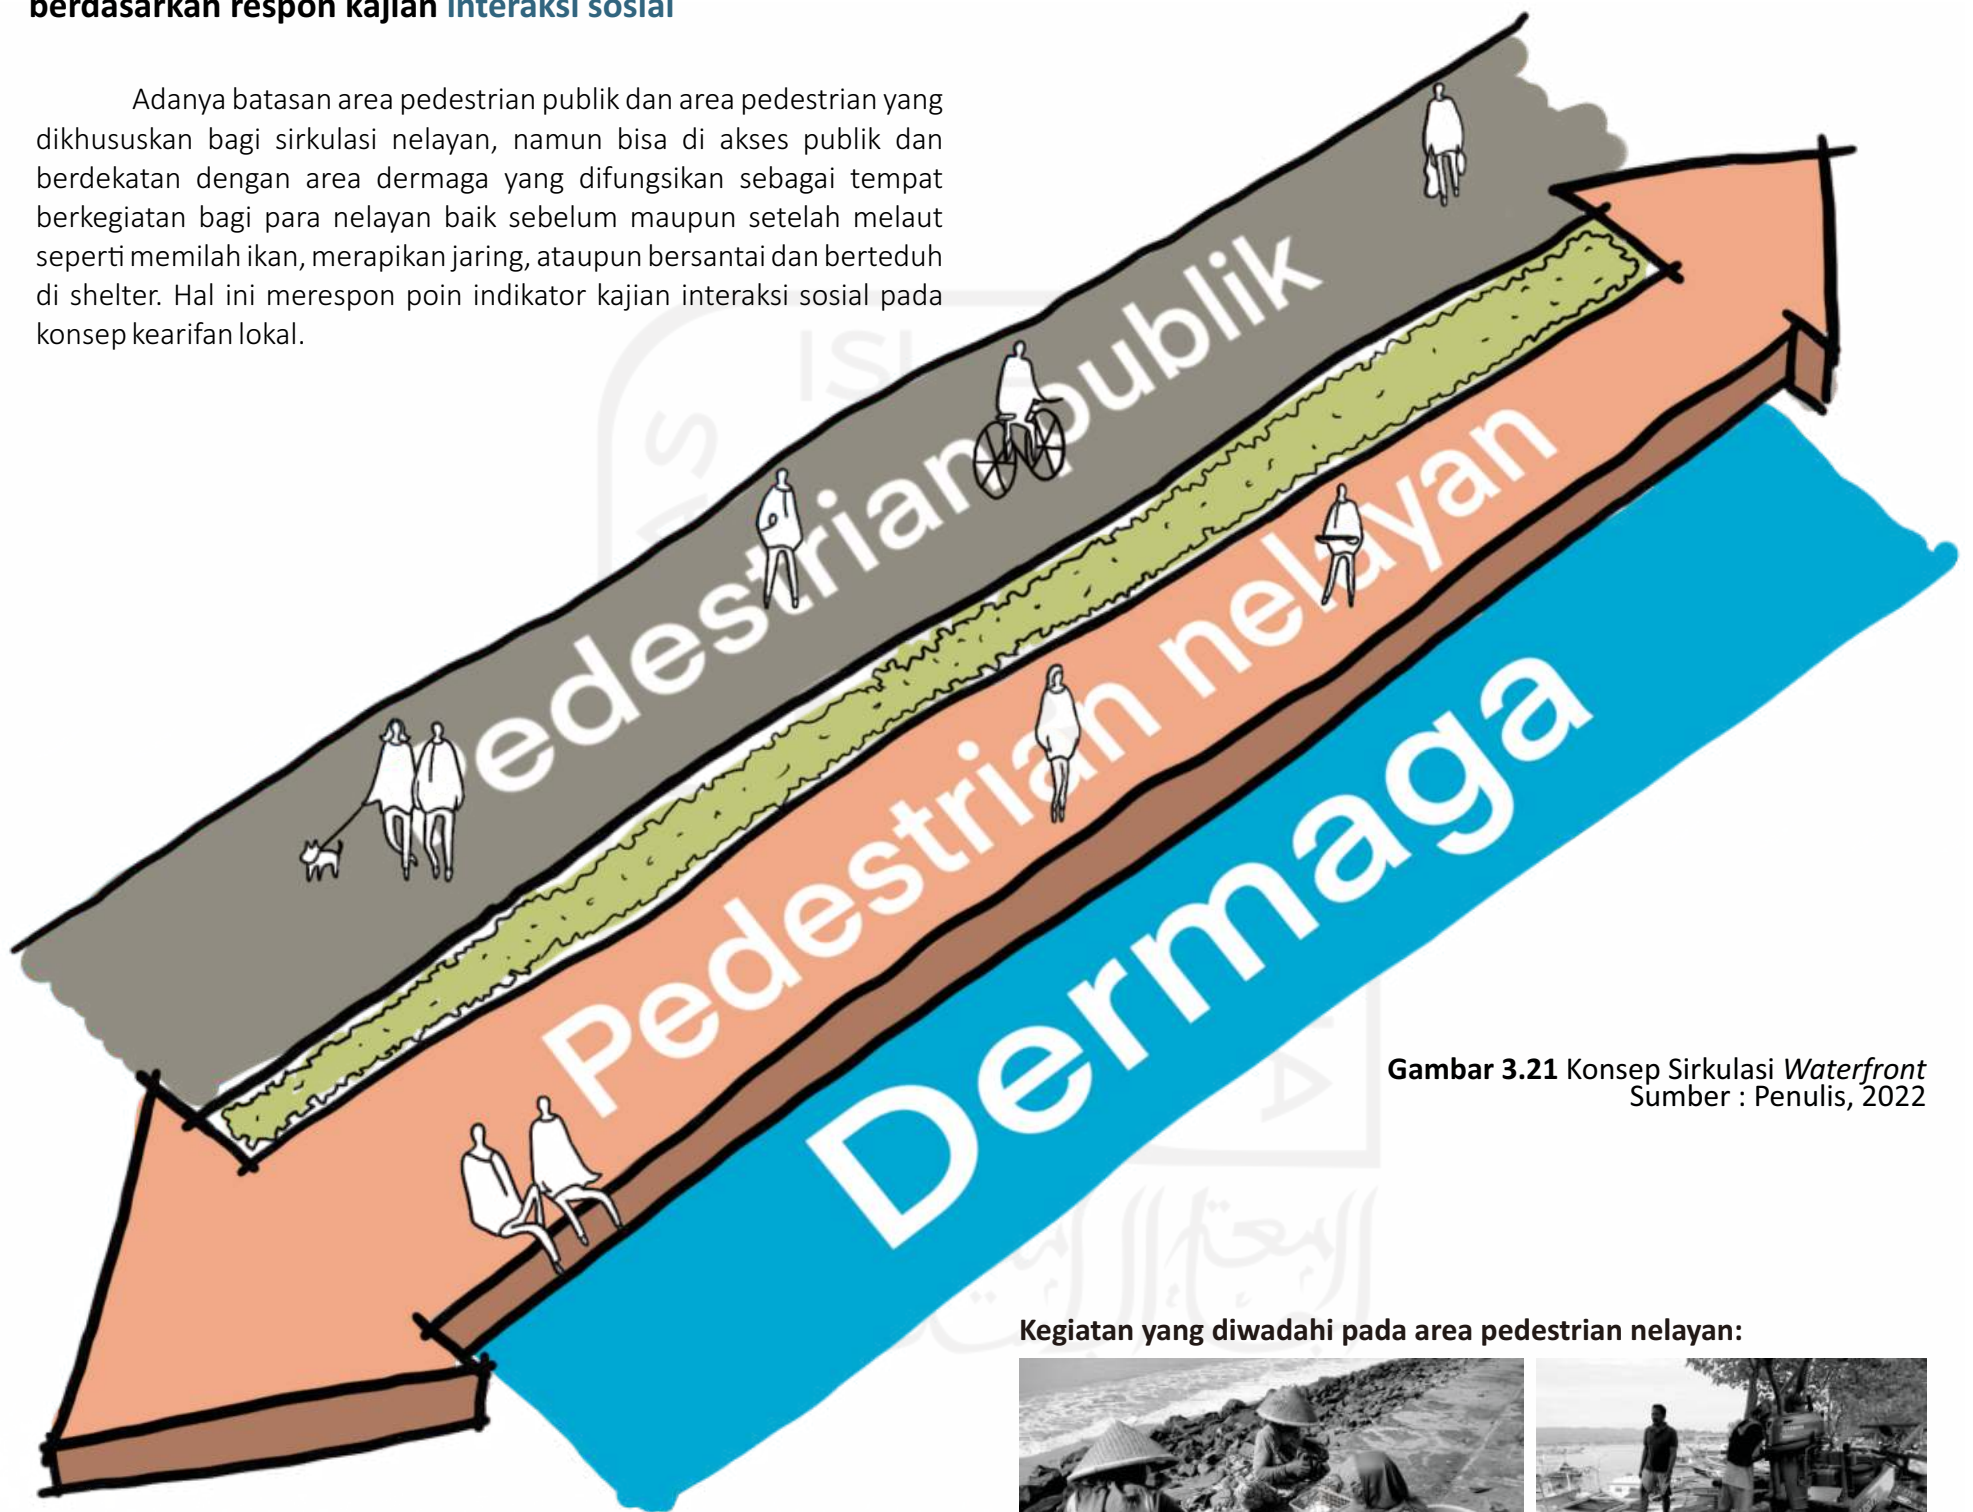 berdasarkan respon kajian interaksi sosial
Adanya batasan area pedestrian publik dan area pedestrian yang
dikhususkan bagi sirkulasi nelayan, namun bisa di akses publik dan
berdekatan dengan area dermaga yang difungsikan sebagai tempat
berkegiatan bagi para nelayan baik sebelum maupun setelah melaut
seperti memilah ikan, merapikan jaring, ataupun bersantai dan berteduh
di shelter. Hal ini merespon poin indikator kajian interaksi sosial pada
konsep kearifan lokal.
Pedestrian publik
Pedestrian nelayan
Dermaga
Gambar 3.21 Konsep Sirkulasi Waterfront
Sumber : Penulis, 2022
Kegiatan yang diwadahi pada area pedestrian nelayan: